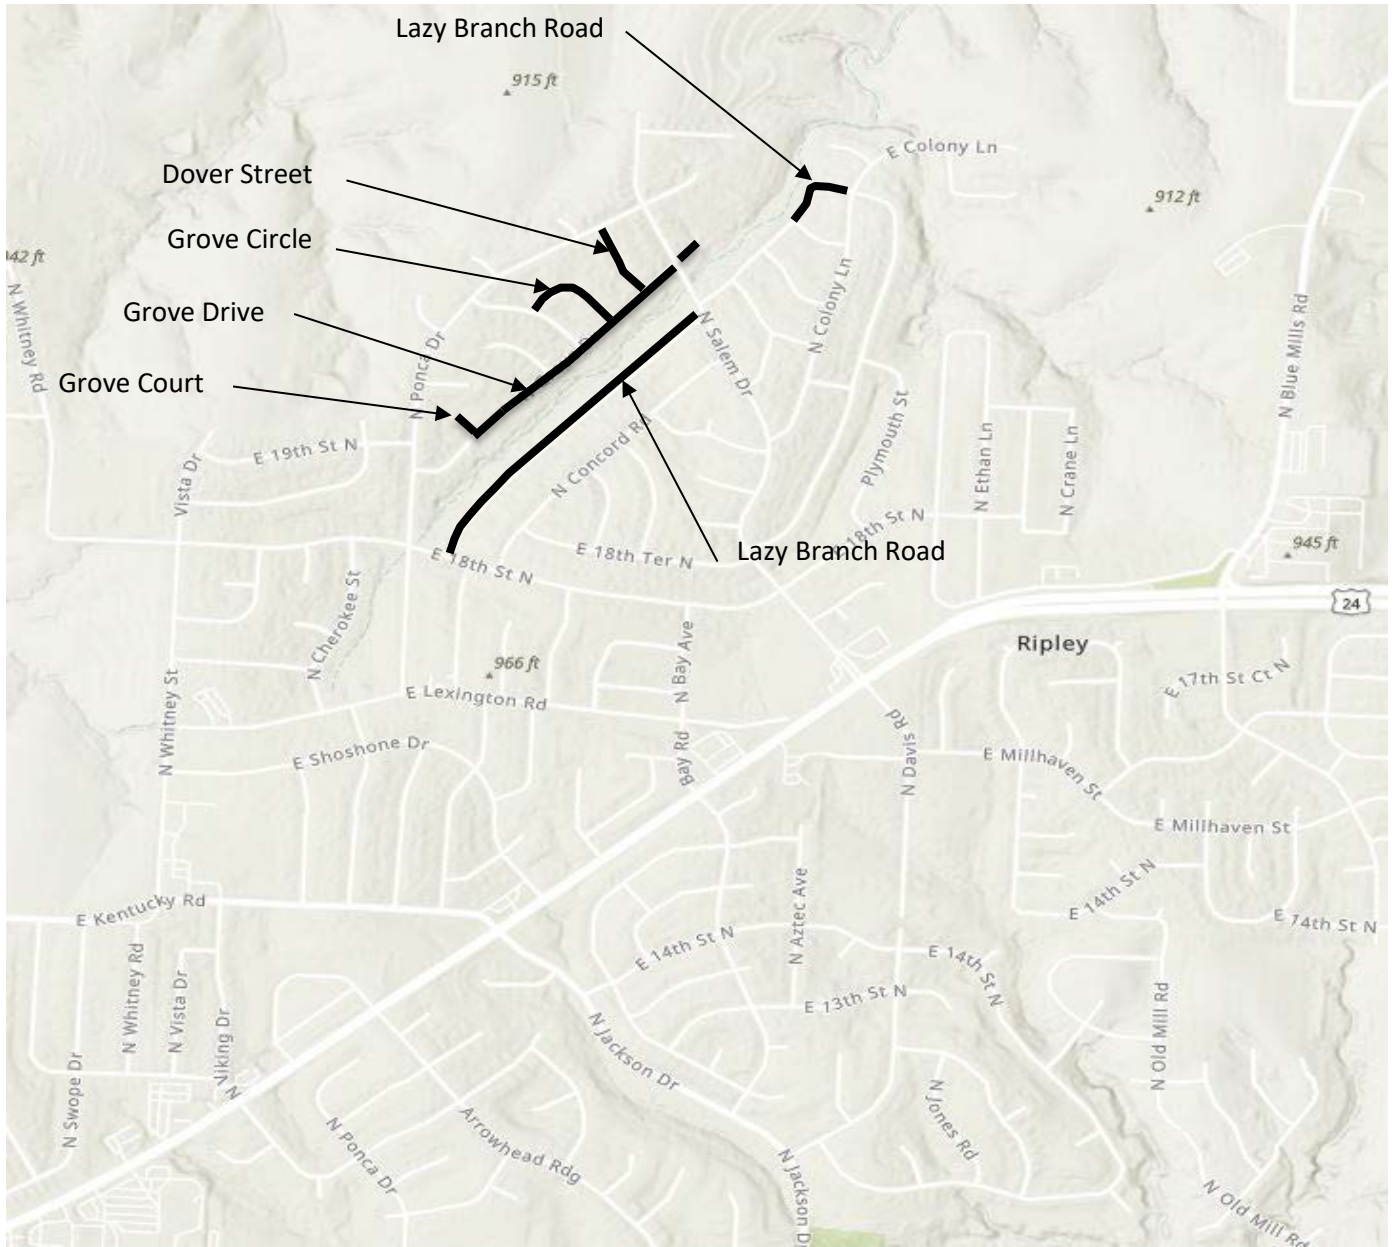 Lazy Branch Road
915 ft
E Colony Ln
Dover Street
912 ft
Grove Circle
942 ft
N Whitney Rd
Grove Drive
N Ponca Dr
N Salem Dr
N Colony Ln
N Blue Mills Rd
Grove Court
E 19th St N
Vista Dr
N Concord Rd
Plymouth St
N Ethan Ln
N Crane Ln
E 18th St N
E 18th Ter N
Lazy Branch Road
E 18th St N
945 ft
24
N Cherokee St
Ripley
966 ft
N Bay Ave
E 17th St Ct N
E Lexington Rd
N Whitney St
E Shoshone Dr
Bay Rd
N Davis Rd
E Millhaven St
E Millhaven St
E Kentucky Rd
N Aztec Ave
E 14th St N
E 14th St N
E 14th St N
E 14th St N
E 13th St N
N Whitney Rd
N Vista Dr
N Viking Dr
N Old Mill Rd
N Swope Dr
N Jackson Dr
N Ponca Dr
Arrowhead Rdg
N Jones Rd
N Jackson Dr
N Old Mill Rd